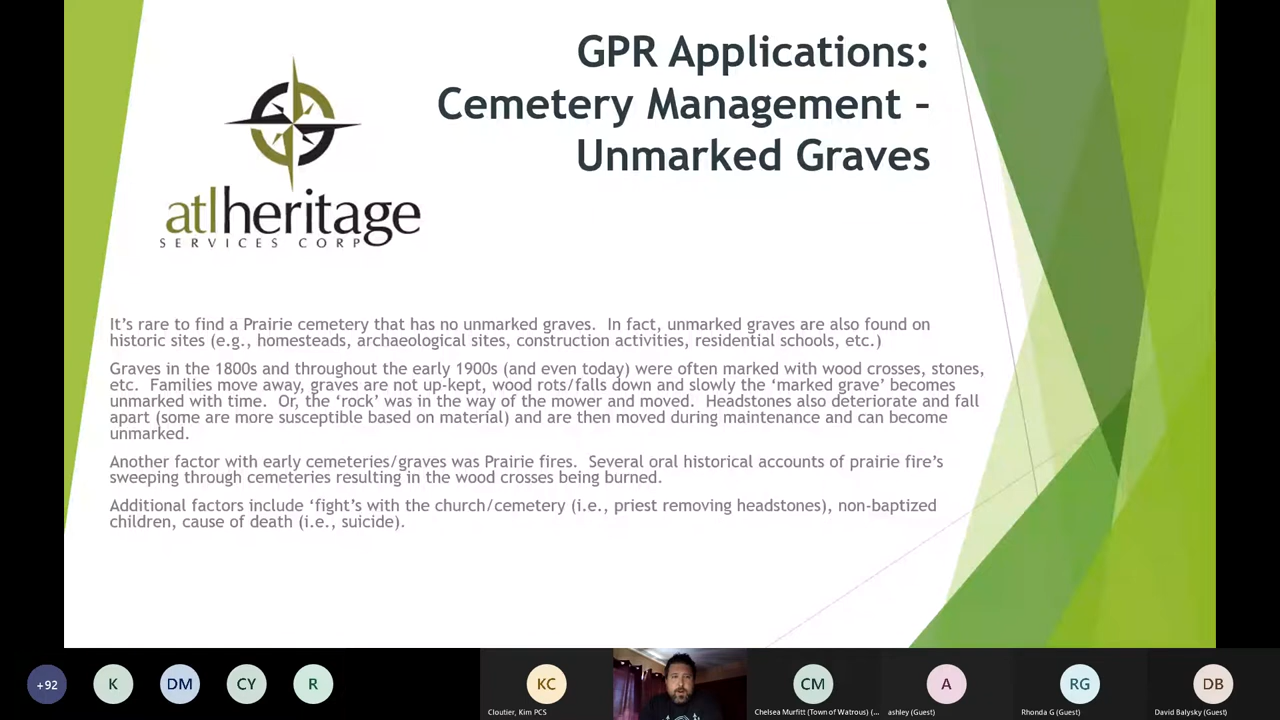 GPR Applications:
Cemetery Management –
Unmarked Graves
atlheritage
SERVICES CORP
It's rare to find a Prairie cemetery that has no unmarked graves.  In fact, unmarked graves are also found on
historic sites (e.g., homesteads, archaeological sites, construction activities, residential schools, etc.)
Graves in the 1800s and throughout the early 1900s (and even today) were often marked with wood crosses, stones,
etc.  Families move away, graves are not up-kept, wood rots/falls down and slowly the 'marked grave' becomes
unmarked with time.  Or, the 'rock' was in the way of the mower and moved.  Headstones also deteriorate and fall
apart (some are more susceptible based on material) and are then moved during maintenance and can become
unmarked.
Another factor with early cemeteries/graves was Prairie fires.  Several oral historical accounts of prairie fire's
sweeping through cemeteries resulting in the wood crosses being burned.
Additional factors include 'fight's with the church/cemetery (i.e., priest removing headstones), non-baptized
children, cause of death (i.e., suicide).
+92 K DM CY R KC CM A RG DB
Cloutier, Kim PCS Chelsea Murfitt (Town of Watrous) (... ashley (Guest) Rhonda G (Guest) David Balysky (Guest)